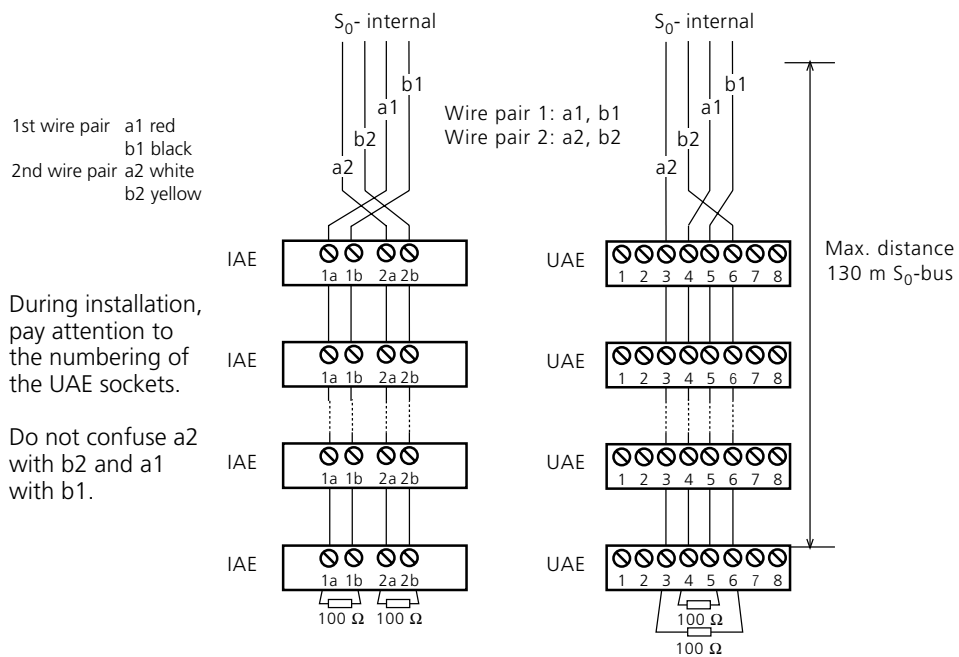 S₀- internal
S₀- internal
b1
a1
b2
a2
b1
a1
b2
a2
1st wire pair a1 red
b1 black
2nd wire pair a2 white
b2 yellow
Wire pair 1: a1, b1
Wire pair 2: a2, b2
During installation,
pay attention to
the numbering of
the UAE sockets.
Do not confuse a2
with b2 and a1
with b1.
IAE
1a 1b 2a 2b
IAE
1a 1b 2a 2b
IAE
1a 1b 2a 2b
IAE
1a 1b 2a 2b
100 Ω 100 Ω
UAE
1 2 3 4 5 6 7 8
UAE
1 2 3 4 5 6 7 8
UAE
1 2 3 4 5 6 7 8
UAE
1 2 3 4 5 6 7 8
100 Ω
100 Ω
Max. distance
130 m S₀-bus